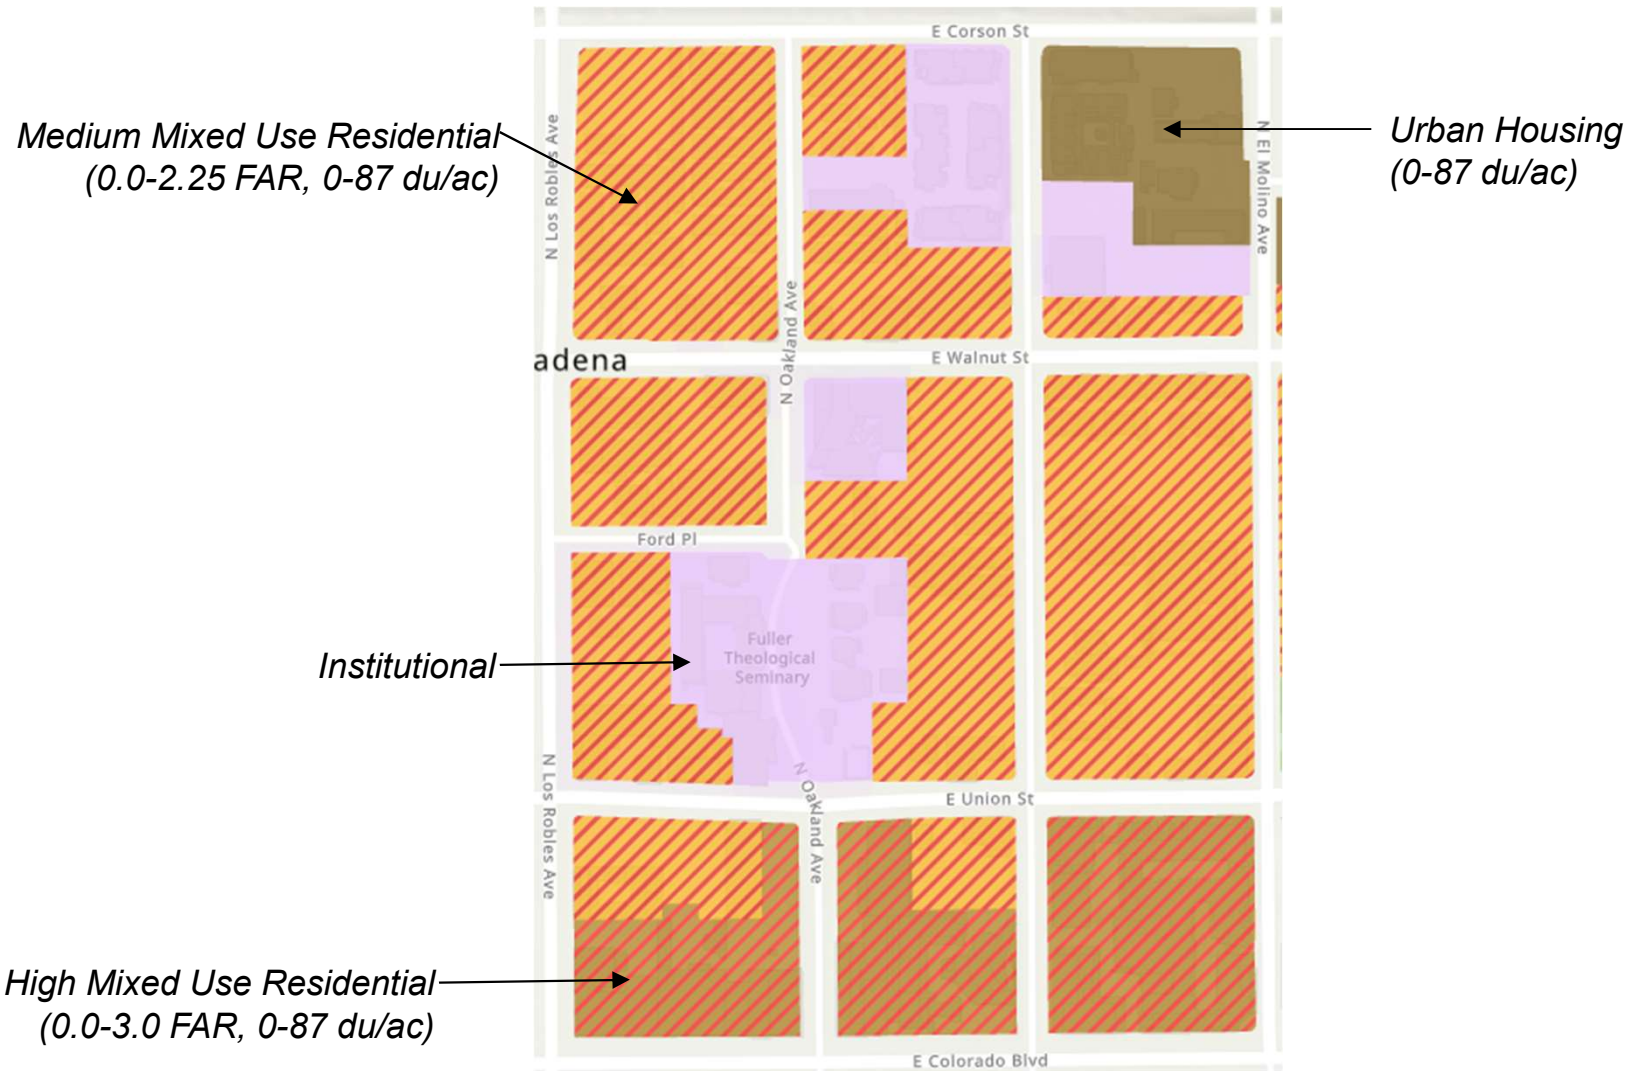 E Corson St
Medium Mixed Use Residential
(0.0-2.25 FAR, 0-87 du/ac)
N Los Robles Ave
Urban Housing
(0-87 du/ac)
N El Molino Ave
N Oakland Ave
E Walnut St
adena
Ford Pl
Institutional
Fuller
Theological
Seminary
N Los Robles Ave
N Oakland Ave
E Union St
High Mixed Use Residential
(0.0-3.0 FAR, 0-87 du/ac)
E Colorado Blvd